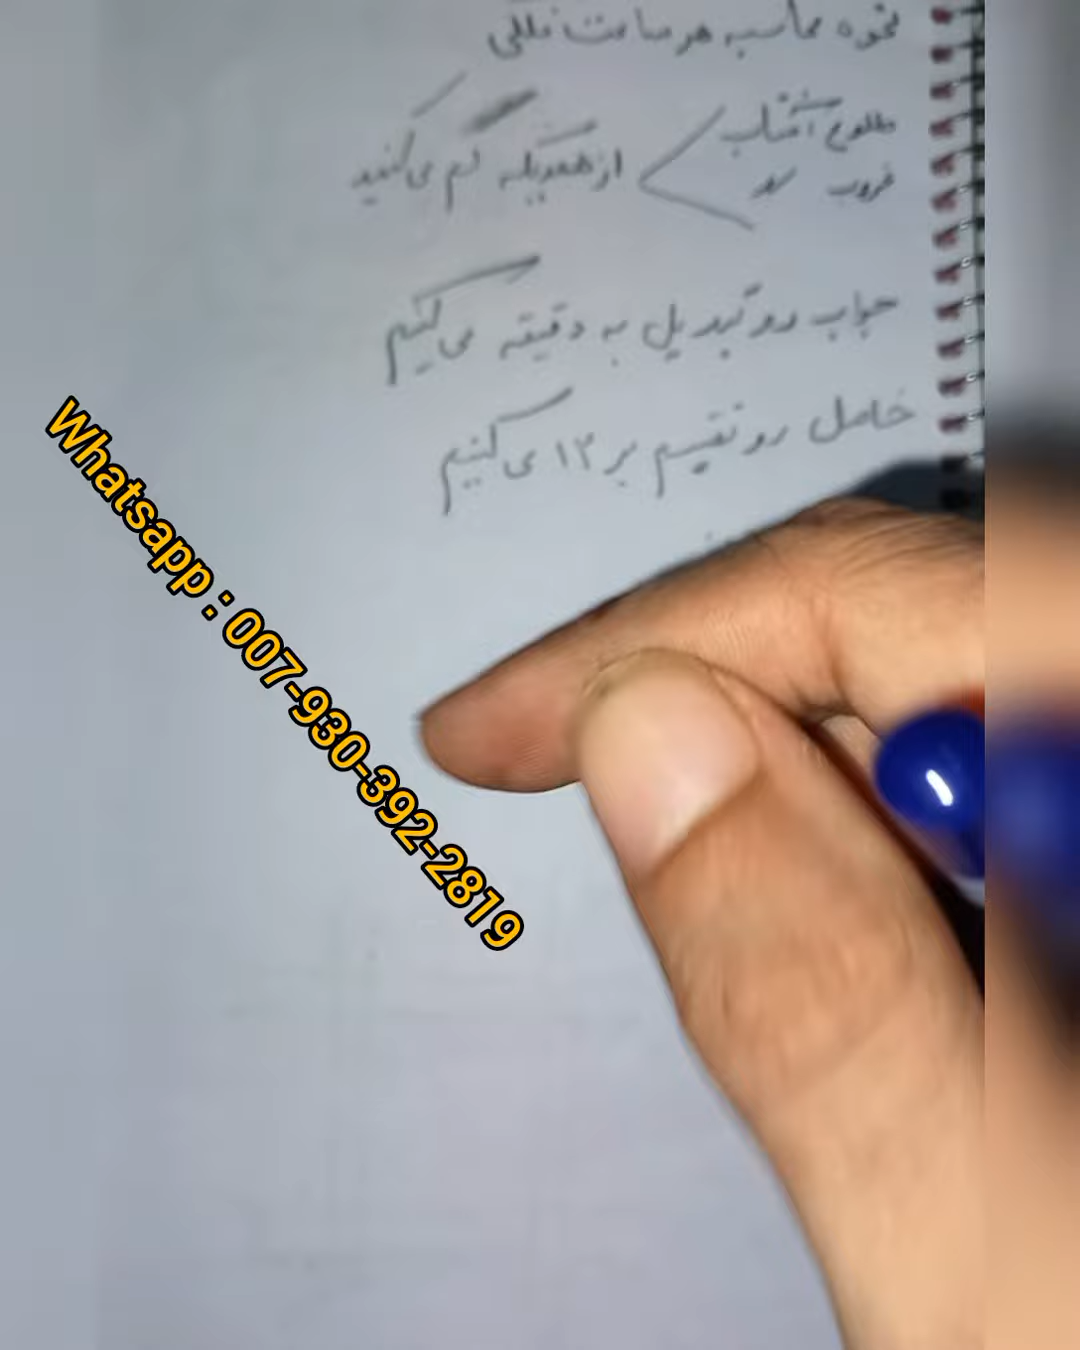 نحوه محاسبه هر ساعت فلکی
طلوع آفتاب
غروب
از همدیگه کم می‌کنید
جواب رو تبدیل به دقیقه می‌کنیم
حاصل رو تقسیم بر ۱۲ می‌کنیم
Whatsapp : 007-930-392-2819